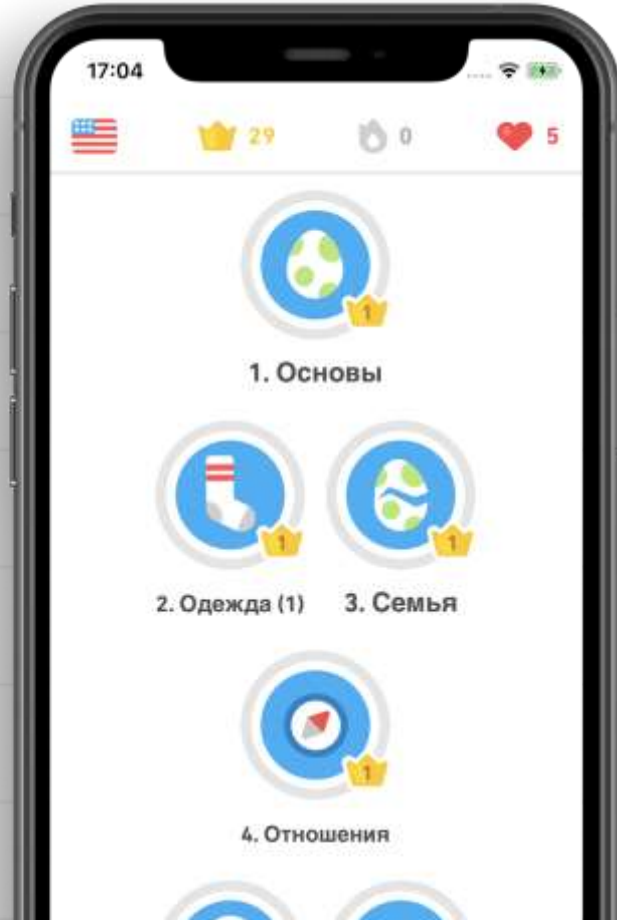 17:04
29 0 5
1
1. Основы
1 1
2. Одежда (1) 3. Семья
1
4. Отношения